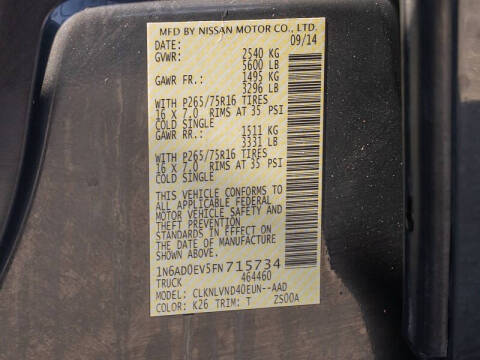 MFD BY NISSAN MOTOR CO., LTD.
DATE: 09/14
GVWR: 2540 KG
5600 LB
GAWR FR.: 1495 KG
3296 LB
WITH P265/75R16 TIRES
16 X 7.0 RIMS AT 35 PSI
COLD SINGLE
GAWR RR.: 1511 KG
3331 LB
WITH P265/75R16 TIRES
16 X 7.0 RIMS AT 35 PSI
COLD SINGLE
THIS VEHICLE CONFORMS TO
ALL APPLICABLE FEDERAL
MOTOR VEHICLE SAFETY AND
THEFT PREVENTION
STANDARDS IN EFFECT ON
THE DATE OF MANUFACTURE
SHOWN ABOVE.
1N6AD0EV5FN715734
TRUCK 464460
MODEL: CLKNLVND40EUN--AAD
COLOR: K26 TRIM: T ZS00A